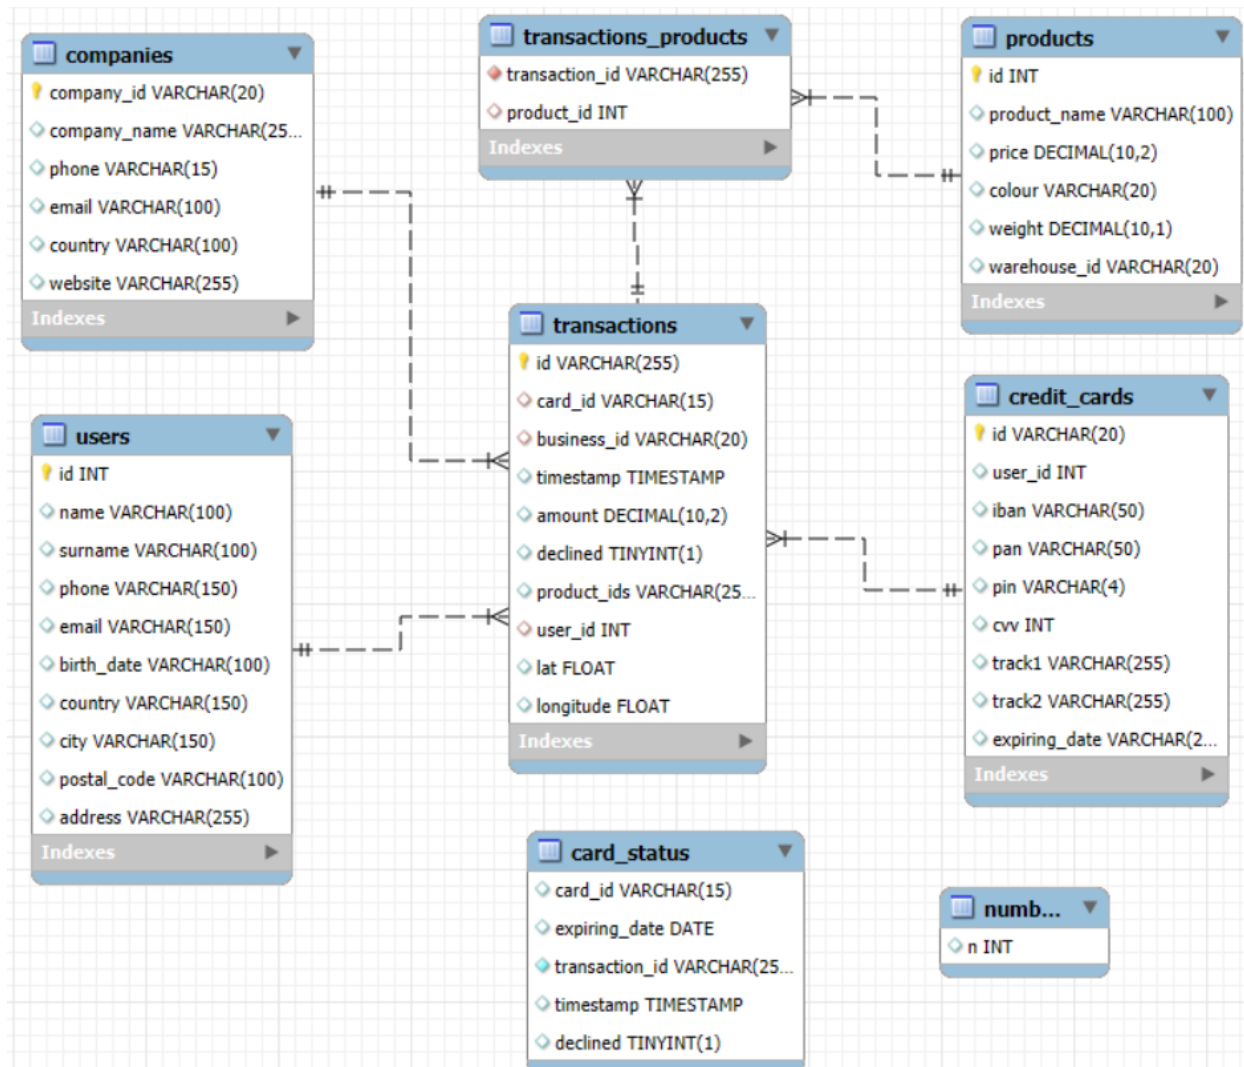 companies
company_id VARCHAR(20)
company_name VARCHAR(25...
phone VARCHAR(15)
email VARCHAR(100)
country VARCHAR(100)
website VARCHAR(255)
Indexes
transactions_products
transaction_id VARCHAR(255)
product_id INT
Indexes
products
id INT
product_name VARCHAR(100)
price DECIMAL(10,2)
colour VARCHAR(20)
weight DECIMAL(10,1)
warehouse_id VARCHAR(20)
Indexes
users
id INT
name VARCHAR(100)
surname VARCHAR(100)
phone VARCHAR(150)
email VARCHAR(150)
birth_date VARCHAR(100)
country VARCHAR(150)
city VARCHAR(150)
postal_code VARCHAR(100)
address VARCHAR(255)
Indexes
transactions
id VARCHAR(255)
card_id VARCHAR(15)
business_id VARCHAR(20)
timestamp TIMESTAMP
amount DECIMAL(10,2)
declined TINYINT(1)
product_ids VARCHAR(25...
user_id INT
lat FLOAT
longitude FLOAT
Indexes
credit_cards
id VARCHAR(20)
user_id INT
iban VARCHAR(50)
pan VARCHAR(50)
pin VARCHAR(4)
cvv INT
track1 VARCHAR(255)
track2 VARCHAR(255)
expiring_date VARCHAR(2...
Indexes
card_status
card_id VARCHAR(15)
expiring_date DATE
transaction_id VARCHAR(25...
timestamp TIMESTAMP
declined TINYINT(1)
numb...
n INT